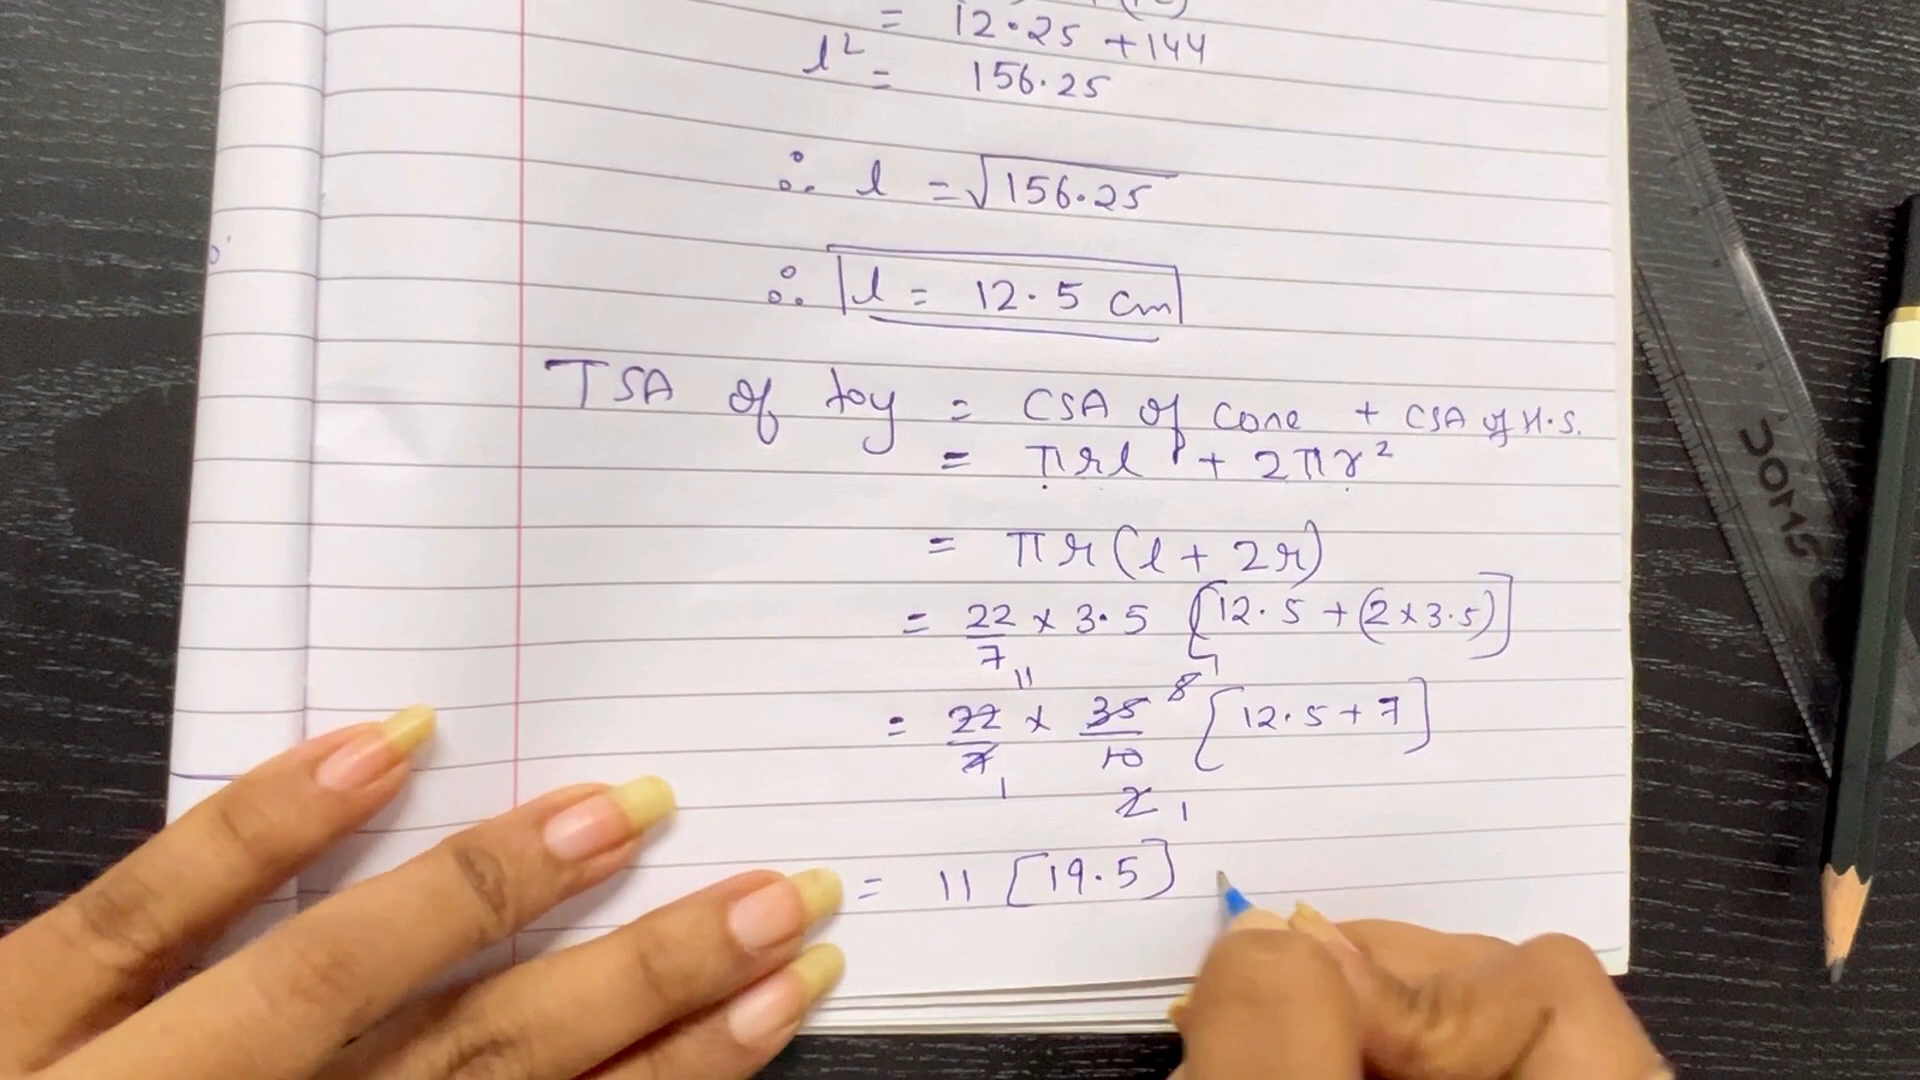 = 12.25 + 144
l² = 156.25
∴ l = √156.25
∴ l = 12.5 cm
TSA of toy = CSA of cone + CSA of H.S.
= πrl + 2πr²
= πr(l + 2r)
= 22/7 × 3.5 [12.5 + (2 × 3.5)]
= 22/7 × 35/10 [12.5 + 7]
= 11 [19.5]
DOMS